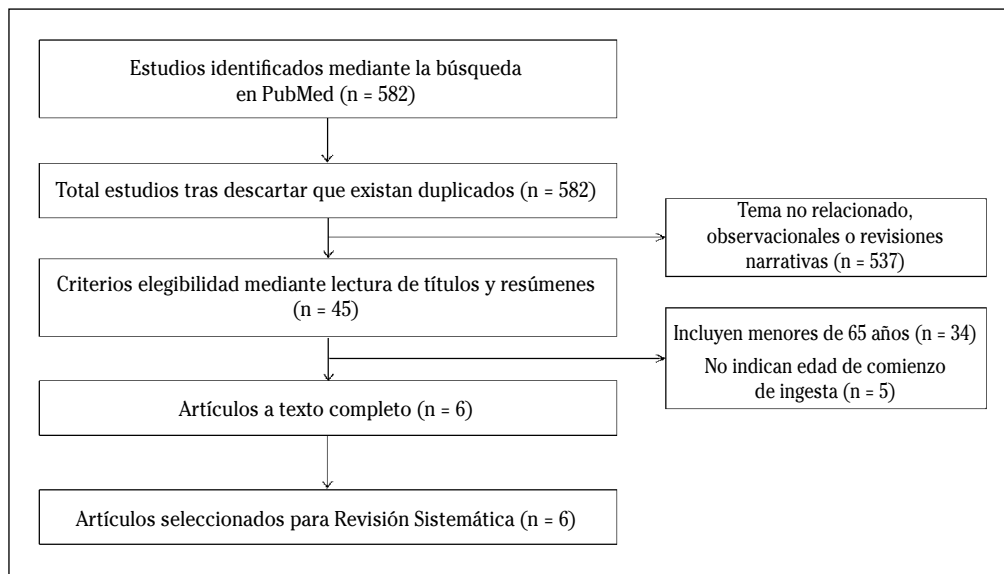 Estudios identificados mediante la búsqueda
en PubMed (n = 582)
Total estudios tras descartar que existan duplicados (n = 582)
Tema no relacionado,
observacionales o revisiones
narrativas (n = 537)
Criterios elegibilidad mediante lectura de títulos y resúmenes
(n = 45)
Incluyen menores de 65 años (n = 34)
No indican edad de comienzo
de ingesta (n = 5)
Artículos a texto completo (n = 6)
Artículos seleccionados para Revisión Sistemática (n = 6)